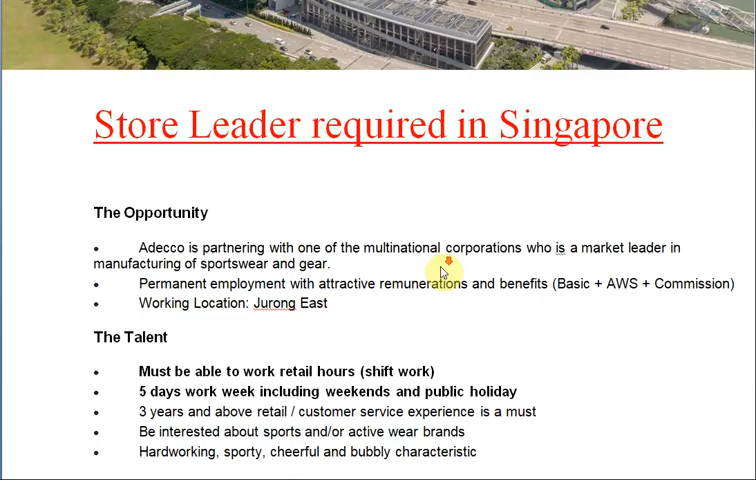 Store Leader required in Singapore
The Opportunity
• Adecco is partnering with one of the multinational corporations who is a market leader in
manufacturing of sportswear and gear.
• Permanent employment with attractive remunerations and benefits (Basic + AWS + Commission)
• Working Location: Jurong East
The Talent
• Must be able to work retail hours (shift work)
• 5 days work week including weekends and public holiday
• 3 years and above retail / customer service experience is a must
• Be interested about sports and/or active wear brands
• Hardworking, sporty, cheerful and bubbly characteristic